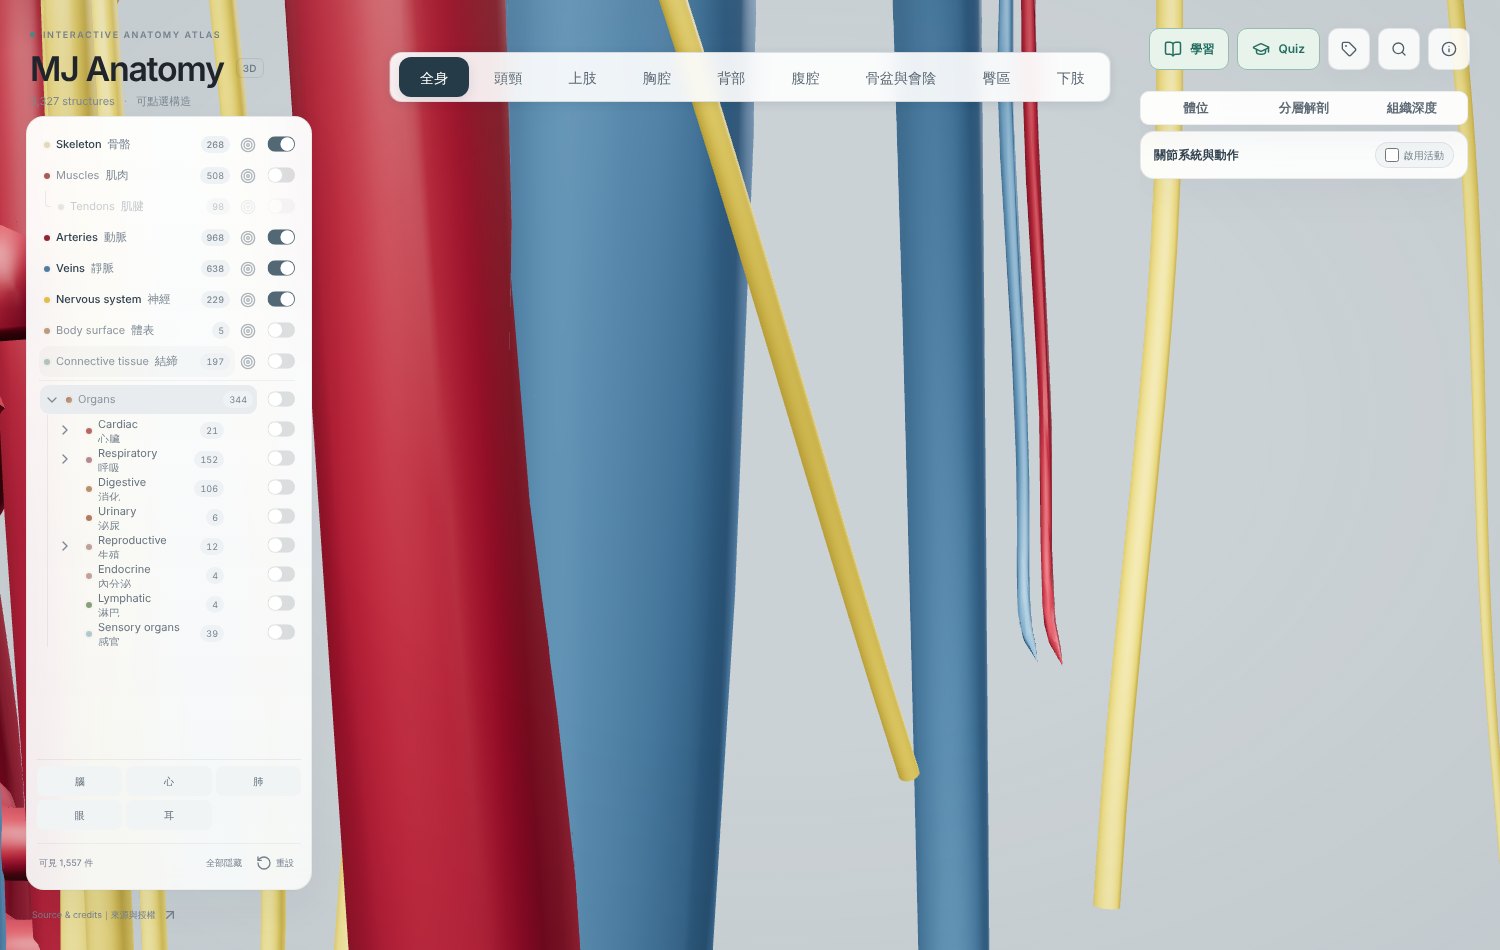 INTERACTIVE ANATOMY ATLAS
MJ Anatomy 3D
327 structures · 可點選構造
全身 頭頸 上肢 胸腔 背部 腹腔 骨盆與會陰 臀區 下肢
學習 Quiz
體位 分層解剖 組織深度
關節系統與動作 啟用活動
Skeleton 骨骼 268
Muscles 肌肉 508
Tendons 肌腱 98
Arteries 動脈 968
Veins 靜脈 638
Nervous system 神經 229
Body surface 體表 5
Connective tissue 結締 197
Organs 344
Cardiac 21
心臟
Respiratory 152
呼吸
Digestive 106
消化
Urinary 6
泌尿
Reproductive 12
生殖
Endocrine 4
內分泌
Lymphatic 4
淋巴
Sensory organs 39
感官
腦 心 肺
眼 耳
可見 1,557 件 全部隱藏 重設
Source & credits | 來源與授權